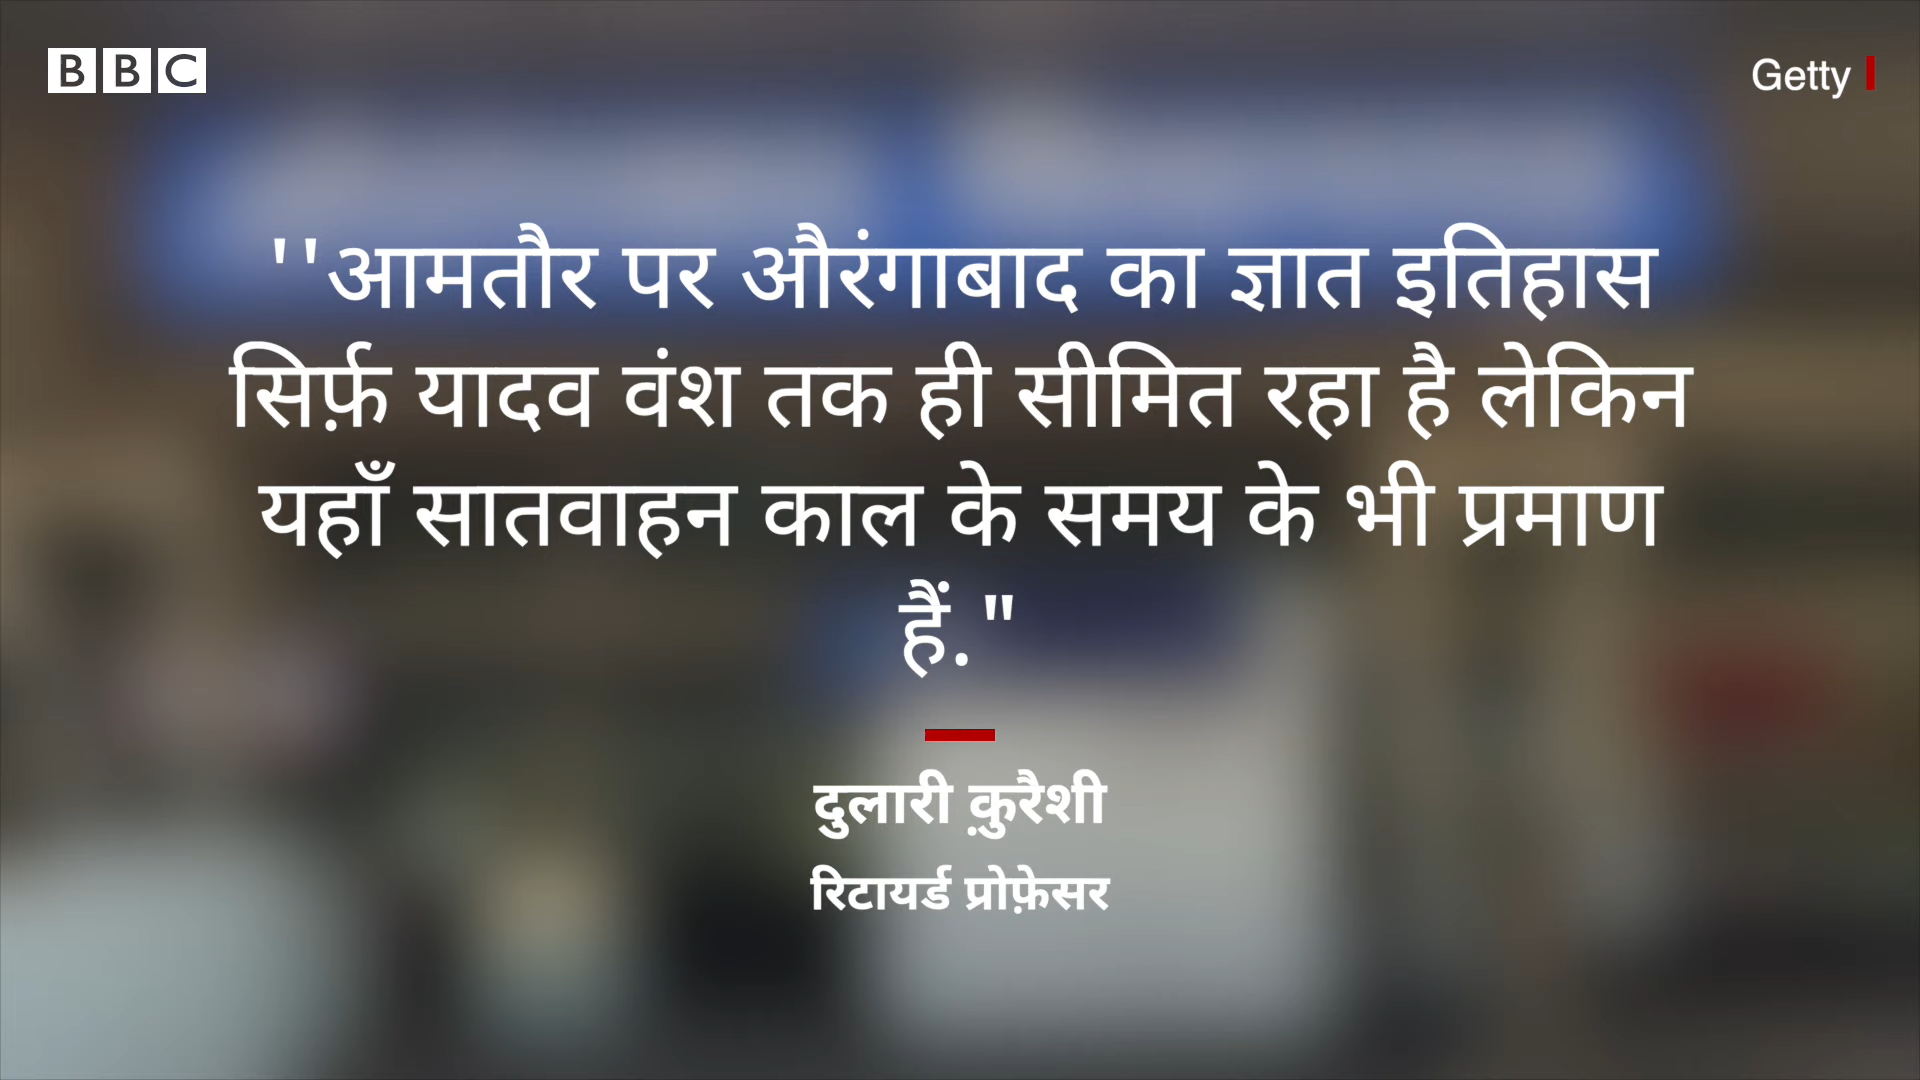 BBC
Getty
''आमतौर पर औरंगाबाद का ज्ञात इतिहास
सिर्फ़ यादव वंश तक ही सीमित रहा है लेकिन
यहाँ सातवाहन काल के समय के भी प्रमाण
हैं."
दुलारी क़ुरैशी
रिटायर्ड प्रोफ़ेसर